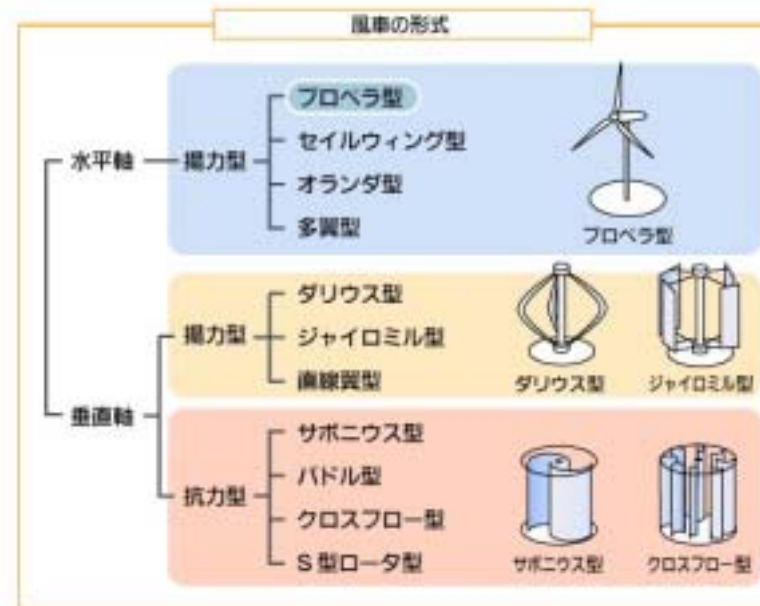 風車の形式
水平軸
揚力型
プロペラ型
セイルウィング型
オランダ型
多翼型
プロペラ型
垂直軸
揚力型
ダリウス型
ジャイロミル型
直線翼型
ダリウス型
ジャイロミル型
抗力型
サボニウス型
パドル型
クロスフロー型
S型ロータ型
サボニウス型
クロスフロー型